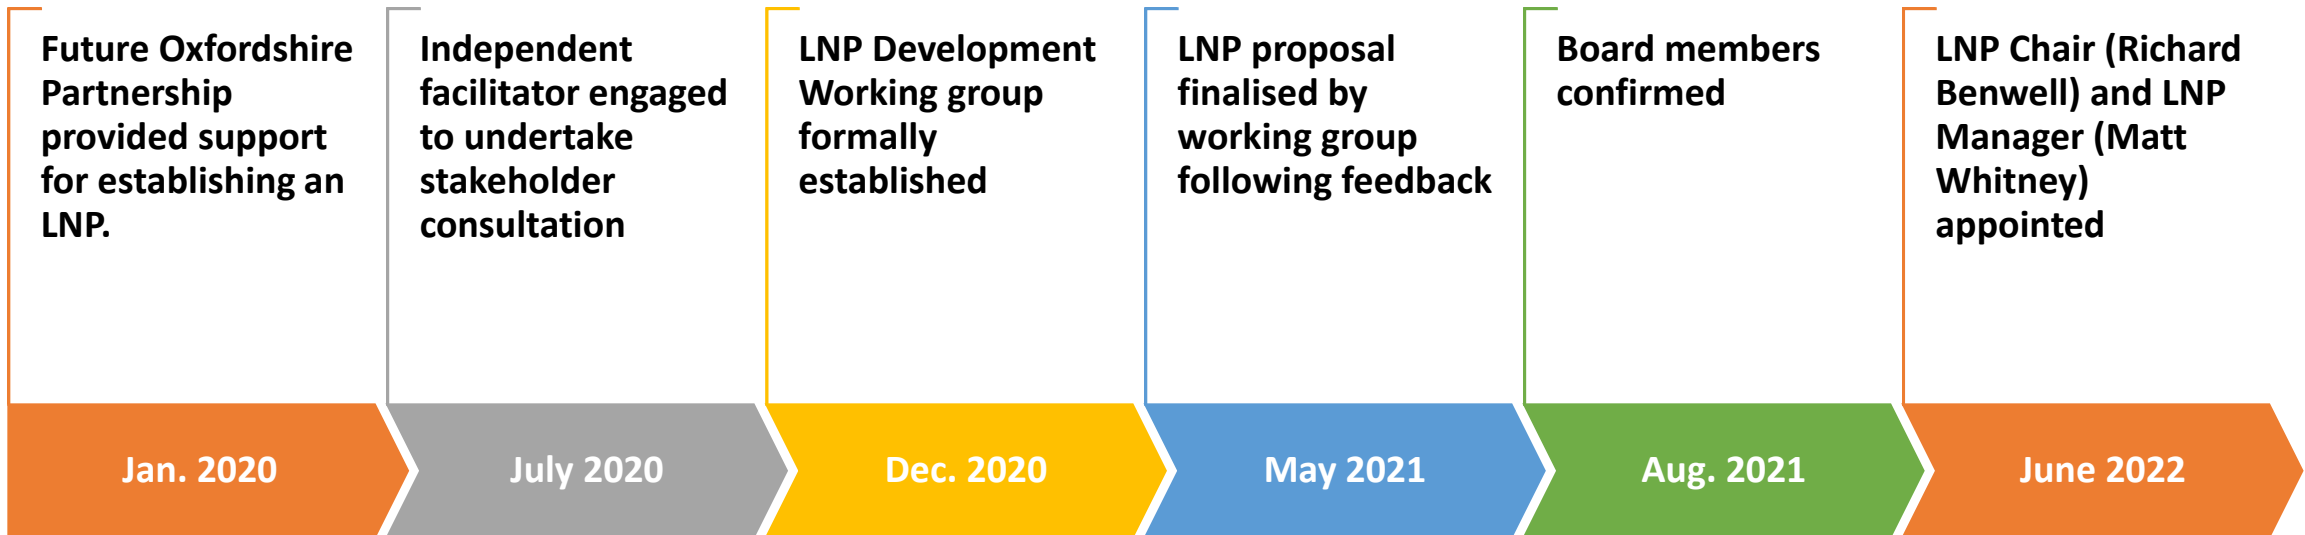 Future Oxfordshire
Partnership
provided support
for establishing an
LNP.
Independent
facilitator engaged
to undertake
stakeholder
consultation
LNP Development
Working group
formally
established
LNP proposal
finalised by
working group
following feedback
Board members
confirmed
LNP Chair (Richard
Benwell) and LNP
Manager (Matt
Whitney)
appointed
Jan. 2020
July 2020
Dec. 2020
May 2021
Aug. 2021
June 2022